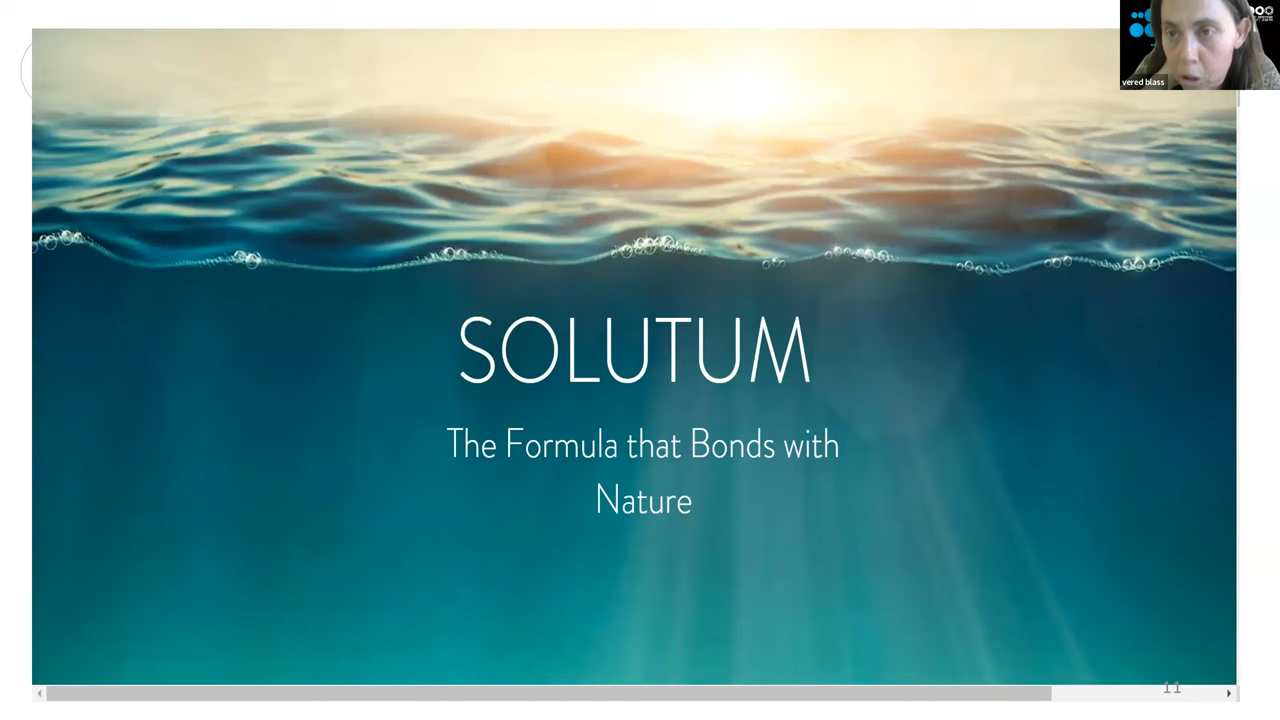 vered blass
SOLUTUM
The Formula that Bonds with
Nature
11